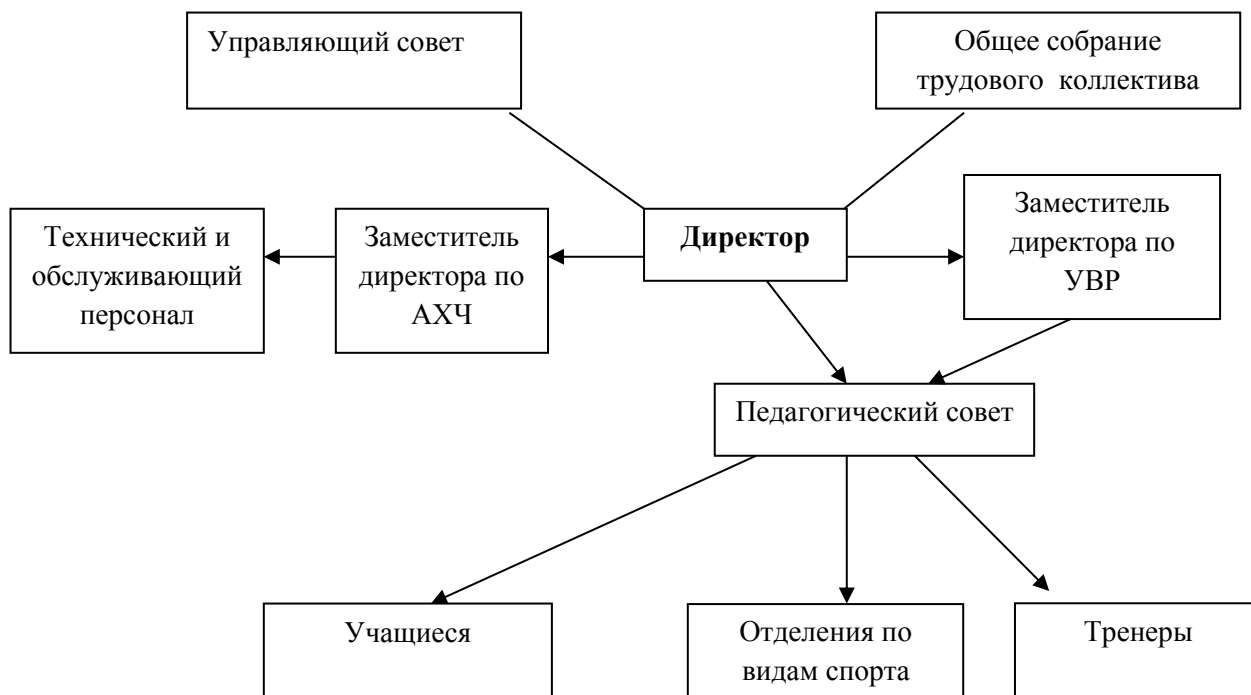 Управляющий совет
Общее собрание
трудового коллектива
Технический и
обслуживающий
персонал
Заместитель
директора по
АХЧ
Директор
Заместитель
директора по
УВР
Педагогический совет
Учащиеся
Отделения по
видам спорта
Тренеры